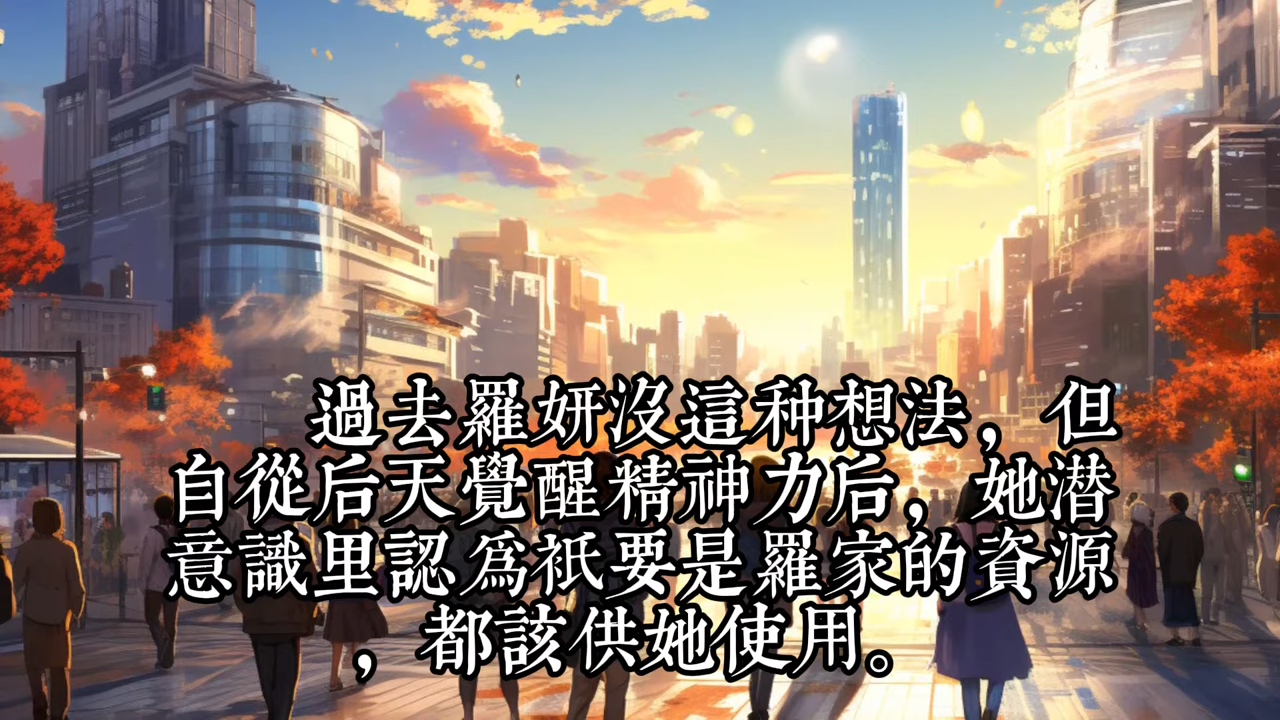 過去羅妍沒這种想法，但
自從后天覺醒精神力后，她潜
意識里認爲祇要是羅家的資源
，都該供她使用。